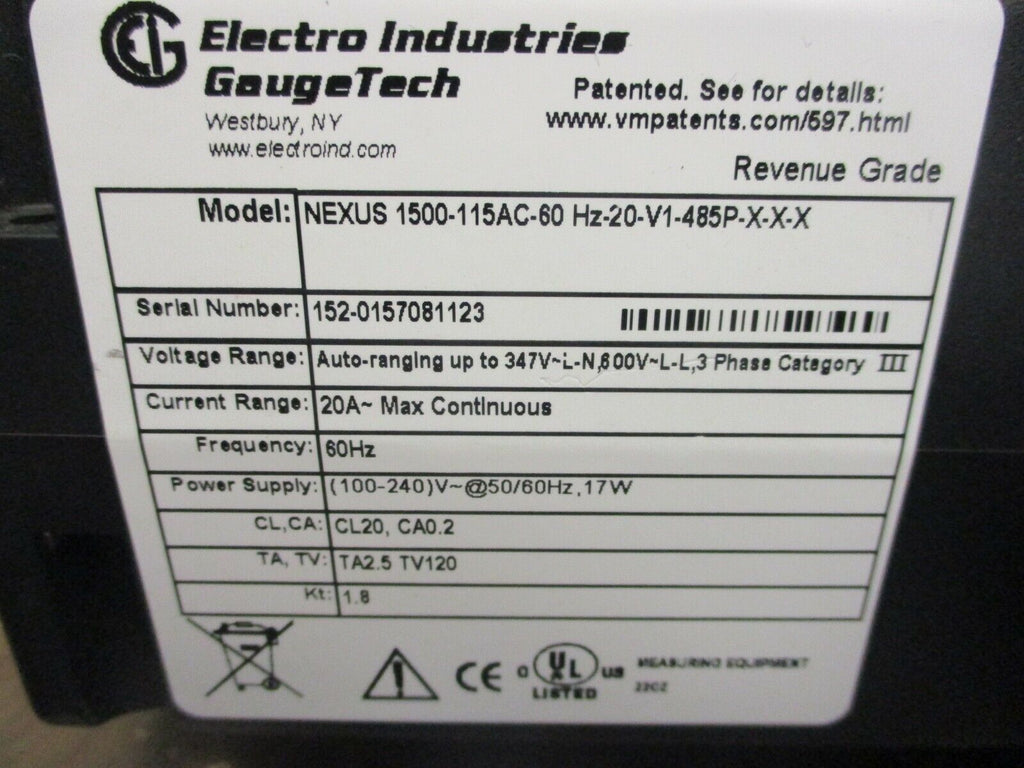 EIG Electro Industries
GaugeTech
Westbury, NY
www.electroind.com
Patented. See for details:
www.vmpatents.com/597.html
Revenue Grade
Model: NEXUS 1500-115AC-60 Hz-20-V1-485P-X-X-X
Serial Number: 152-0157081123
Voltage Range: Auto-ranging up to 347V~L-N,600V~L-L,3 Phase Category III
Current Range: 20A~ Max Continuous
Frequency: 60Hz
Power Supply: (100-240)V~@50/60Hz,17W
CL,CA: CL20, CA0.2
TA, TV: TA2.5 TV120
Kt: 1.8
CE c UL us MEASURING EQUIPMENT
LISTED